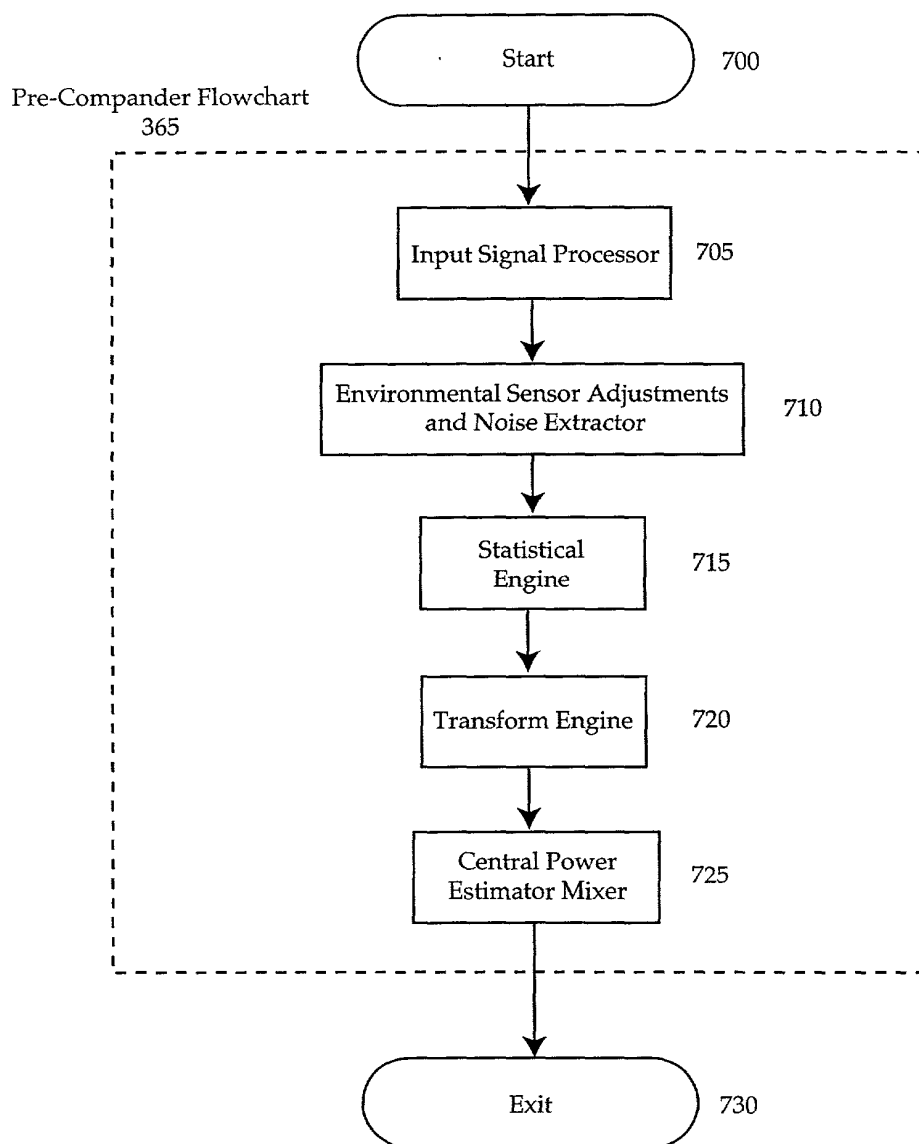 Start
700
Pre-Compander Flowchart
365
Input Signal Processor
705
Environmental Sensor Adjustments
and Noise Extractor
710
Statistical
Engine
715
Transform Engine
720
Central Power
Estimator Mixer
725
Exit
730